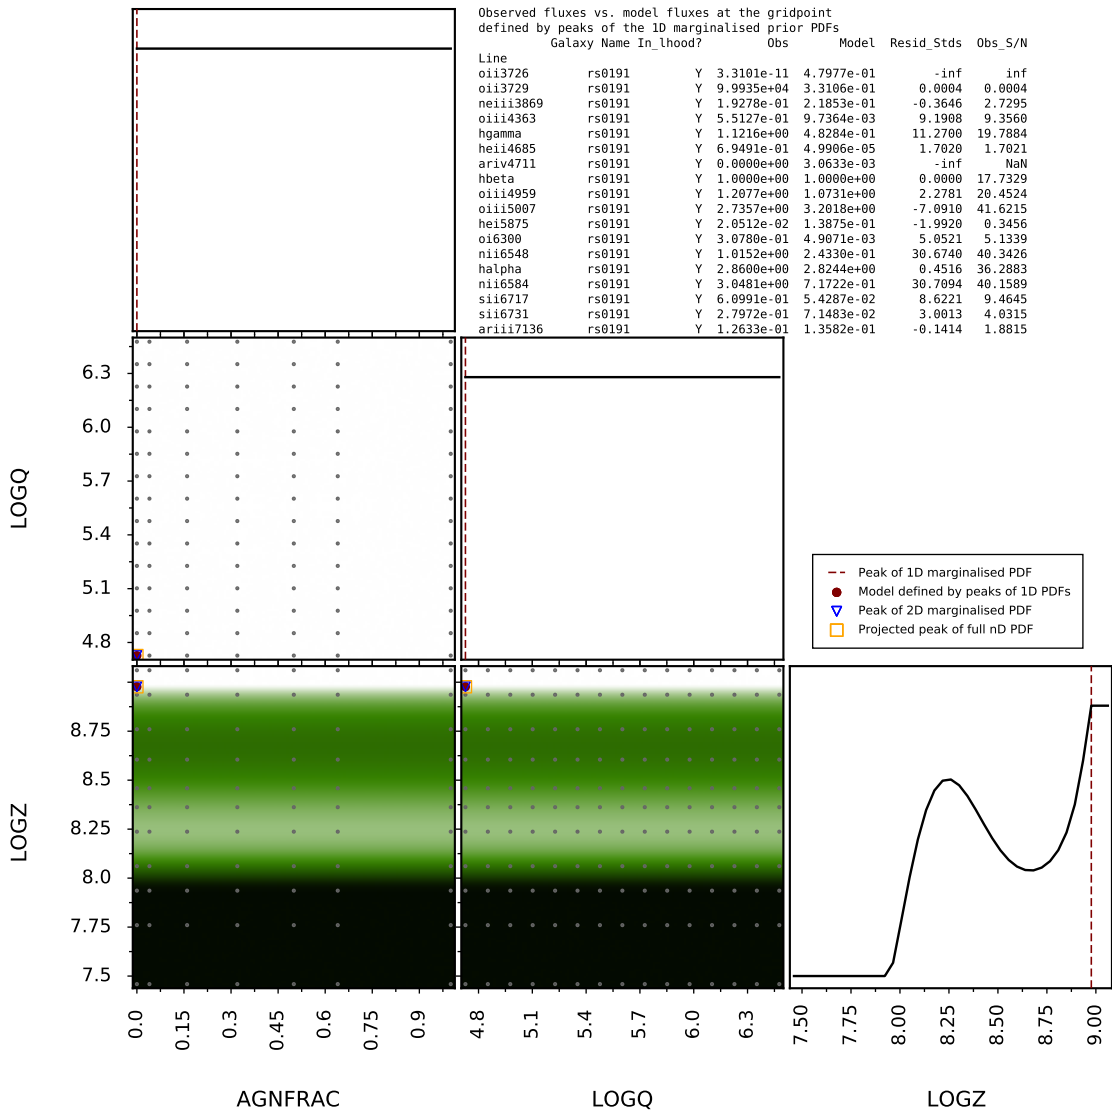 Observed fluxes vs. model fluxes at the gridpoint
defined by peaks of the 1D marginalised prior PDFs
Galaxy Name In_lhood? Obs Model Resid_Stds Obs_S/N
Line
oii3726 rs0191 Y 3.3101e-11 4.7977e-01 -inf inf
oii3729 rs0191 Y 9.9935e+04 3.3106e-01 0.0004 0.0004
neiii3869 rs0191 Y 1.9278e-01 2.1853e-01 -0.3646 2.7295
oiii4363 rs0191 Y 5.5127e-01 9.7364e-03 9.1908 9.3560
hgamma rs0191 Y 1.1216e+00 4.8284e-01 11.2700 19.7884
heii4685 rs0191 Y 6.9491e-01 4.9906e-05 1.7020 1.7021
ariv4711 rs0191 Y 0.0000e+00 3.0633e-03 -inf NaN
hbeta rs0191 Y 1.0000e+00 1.0000e+00 0.0000 17.7329
oiii4959 rs0191 Y 1.2077e+00 1.0731e+00 2.2781 20.4524
oiii5007 rs0191 Y 2.7357e+00 3.2018e+00 -7.0910 41.6215
hei5875 rs0191 Y 2.0512e-02 1.3875e-01 -1.9920 0.3456
oi6300 rs0191 Y 3.0780e-01 4.9071e-03 5.0521 5.1339
nii6548 rs0191 Y 1.0152e+00 2.4330e-01 30.6740 40.3426
halpha rs0191 Y 2.8600e+00 2.8244e+00 0.4516 36.2883
nii6584 rs0191 Y 3.0481e+00 7.1722e-01 30.7094 40.1589
sii6717 rs0191 Y 6.0991e-01 5.4287e-02 8.6221 9.4645
sii6731 rs0191 Y 2.7972e-01 7.1483e-02 3.0013 4.0315
ariii7136 rs0191 Y 1.2633e-01 1.3582e-01 -0.1414 1.8815
6.3
6.0
5.7
5.4
5.1
4.8
LOGQ
Peak of 1D marginalised PDF
Model defined by peaks of 1D PDFs
Peak of 2D marginalised PDF
Projected peak of full nD PDF
8.75
8.5
8.25
8.0
7.75
7.5
LOGZ
0.0 0.15 0.3 0.45 0.6 0.75 0.9
4.8 5.1 5.4 5.7 6.0 6.3
7.50 7.75 8.00 8.25 8.50 8.75 9.00
AGNFRAC LOGQ LOGZ